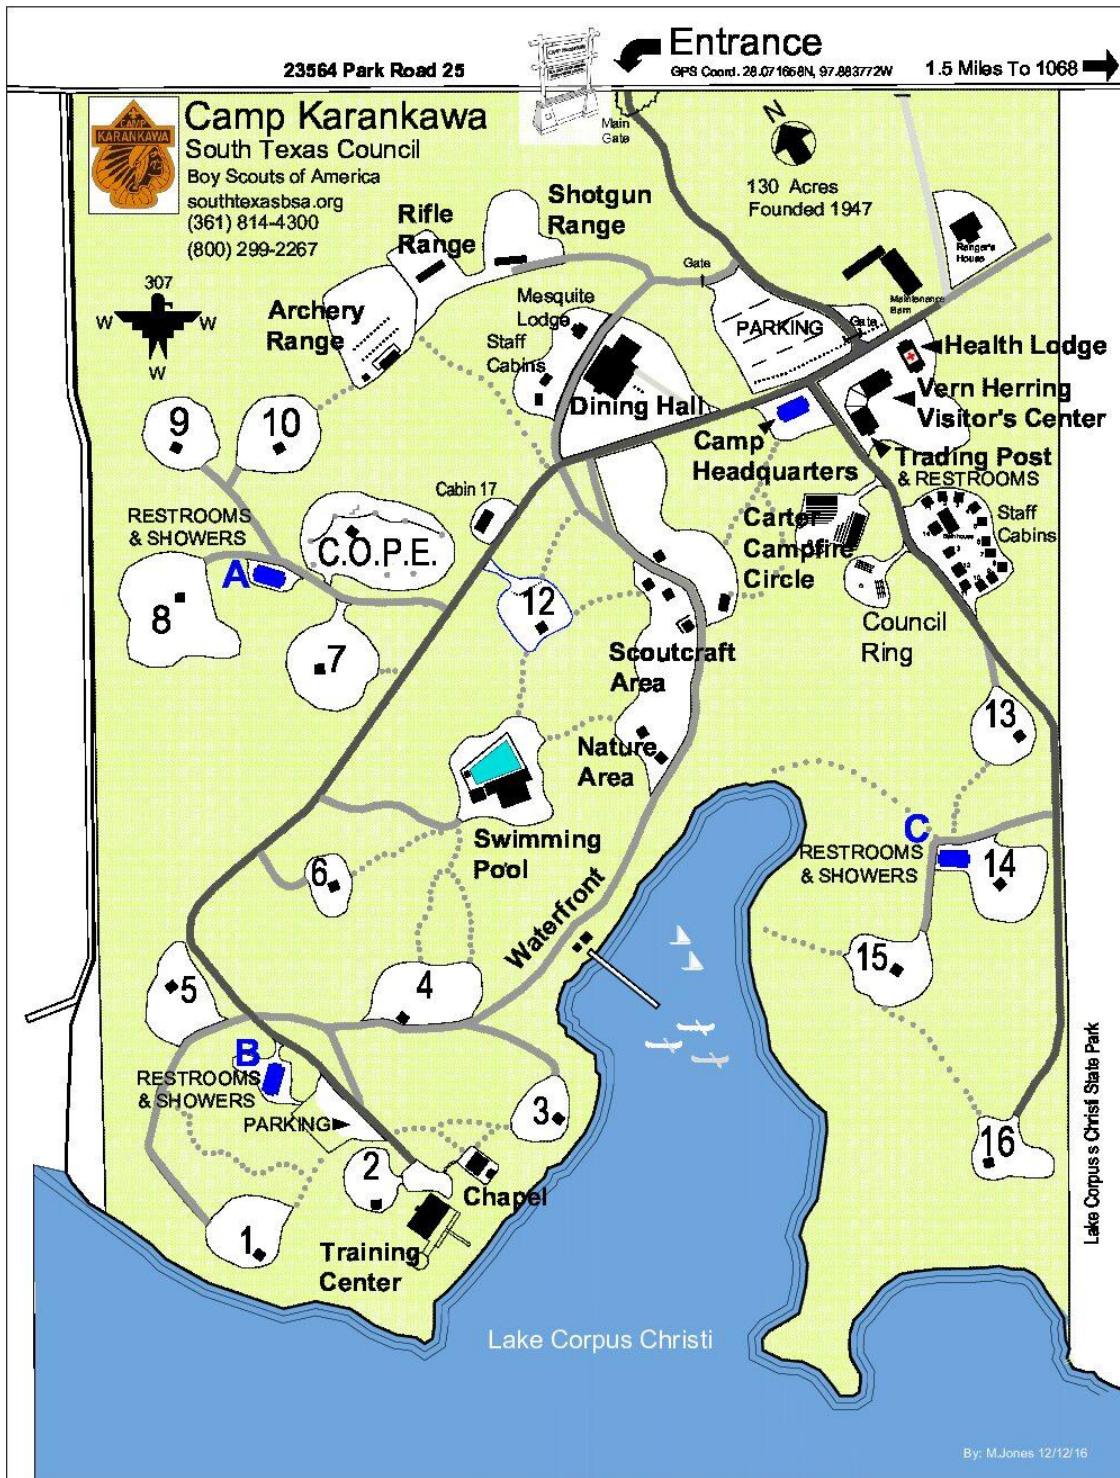 Entrance
23564 Park Road 25
GPS Coord. 28.071658N, 97.883772W
1.5 Miles To 1068
Camp Karankawa
South Texas Council
Boy Scouts of America
southtexasbsa.org
(361) 814-4300
(800) 299-2267
CAMP
KARANKAWA
Main
Gate
N
130 Acres
Founded 1947
Shotgun
Range
Rifle
Range
Archery
Range
307
W
W
W
Ranger's
House
Maintenance
Barn
Gate
Gate
PARKING
Mesquite
Lodge
Staff
Cabins
Dining Hall
Health Lodge
Vern Herring
Visitor's Center
Camp
Headquarters
Trading Post
& RESTROOMS
9
10
Cabin 17
RESTROOMS
& SHOWERS
A
C.O.P.E.
Carter
Campfire
Circle
Staff
Cabins
8
7
12
Council
Ring
Scoutcraft
Area
13
Nature
Area
Swimming
Pool
6
C
RESTROOMS
& SHOWERS
14
Waterfront
15
5
4
B
RESTROOMS
& SHOWERS
PARKING
3
2
16
Chapel
1
Training
Center
Lake Corpus s Christi State Park
Lake Corpus Christi
By: M.Jones 12/12/16